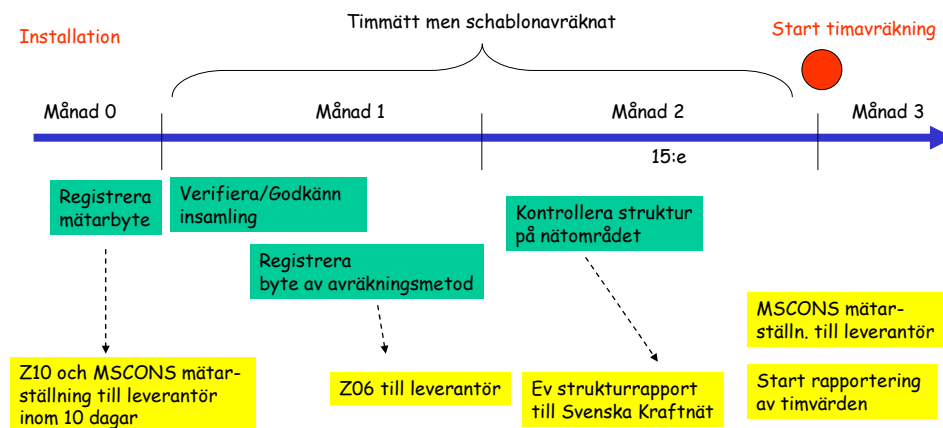 Timmätt men schablonavräknat
Installation
Start timavräkning
Månad 0
Månad 1
Månad 2
Månad 3
15:e
Registrera
mätarbyte
Verifiera/Godkänn
insamling
Kontrollera struktur
på nätområdet
Registrera
byte av avräkningsmetod
MSCONS mätar-
ställn. till leverantör
Z10 och MSCONS mätar-
ställning till leverantör
inom 10 dagar
Z06 till leverantör
Ev strukturrapport
till Svenska Kraftnät
Start rapportering
av timvärden